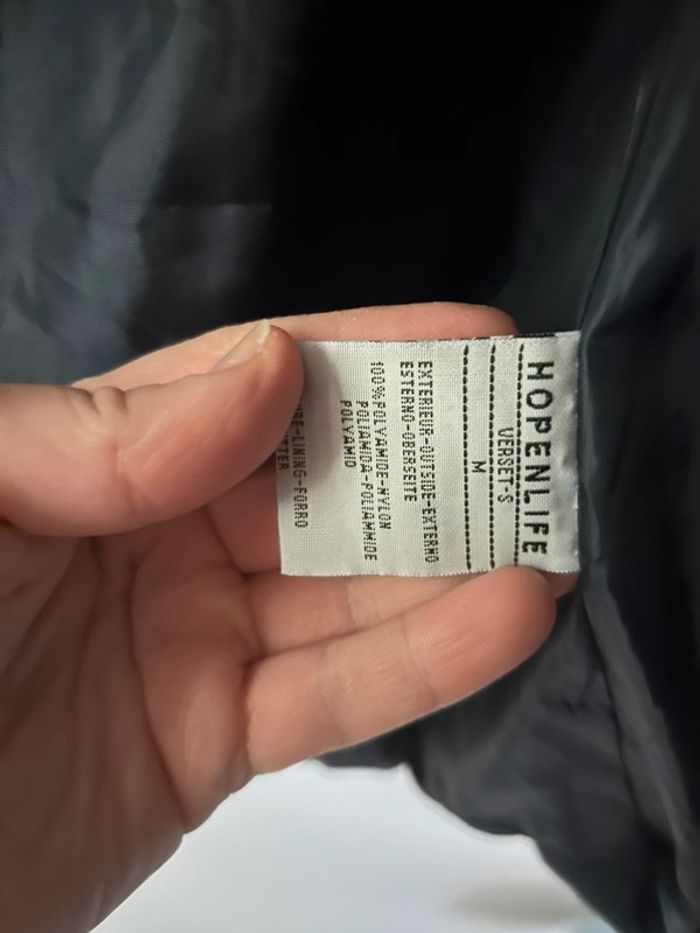 HOPENLIFE
VERSET-S
M
EXTERIEUR-OUTSIDE-EXTERNO
ESTERNO-OBERSEITE
100%POLYAMIDE-NYLON
POLIAMIDA-POLIAMMIDE
POLYAMID
-LINING-FORRO